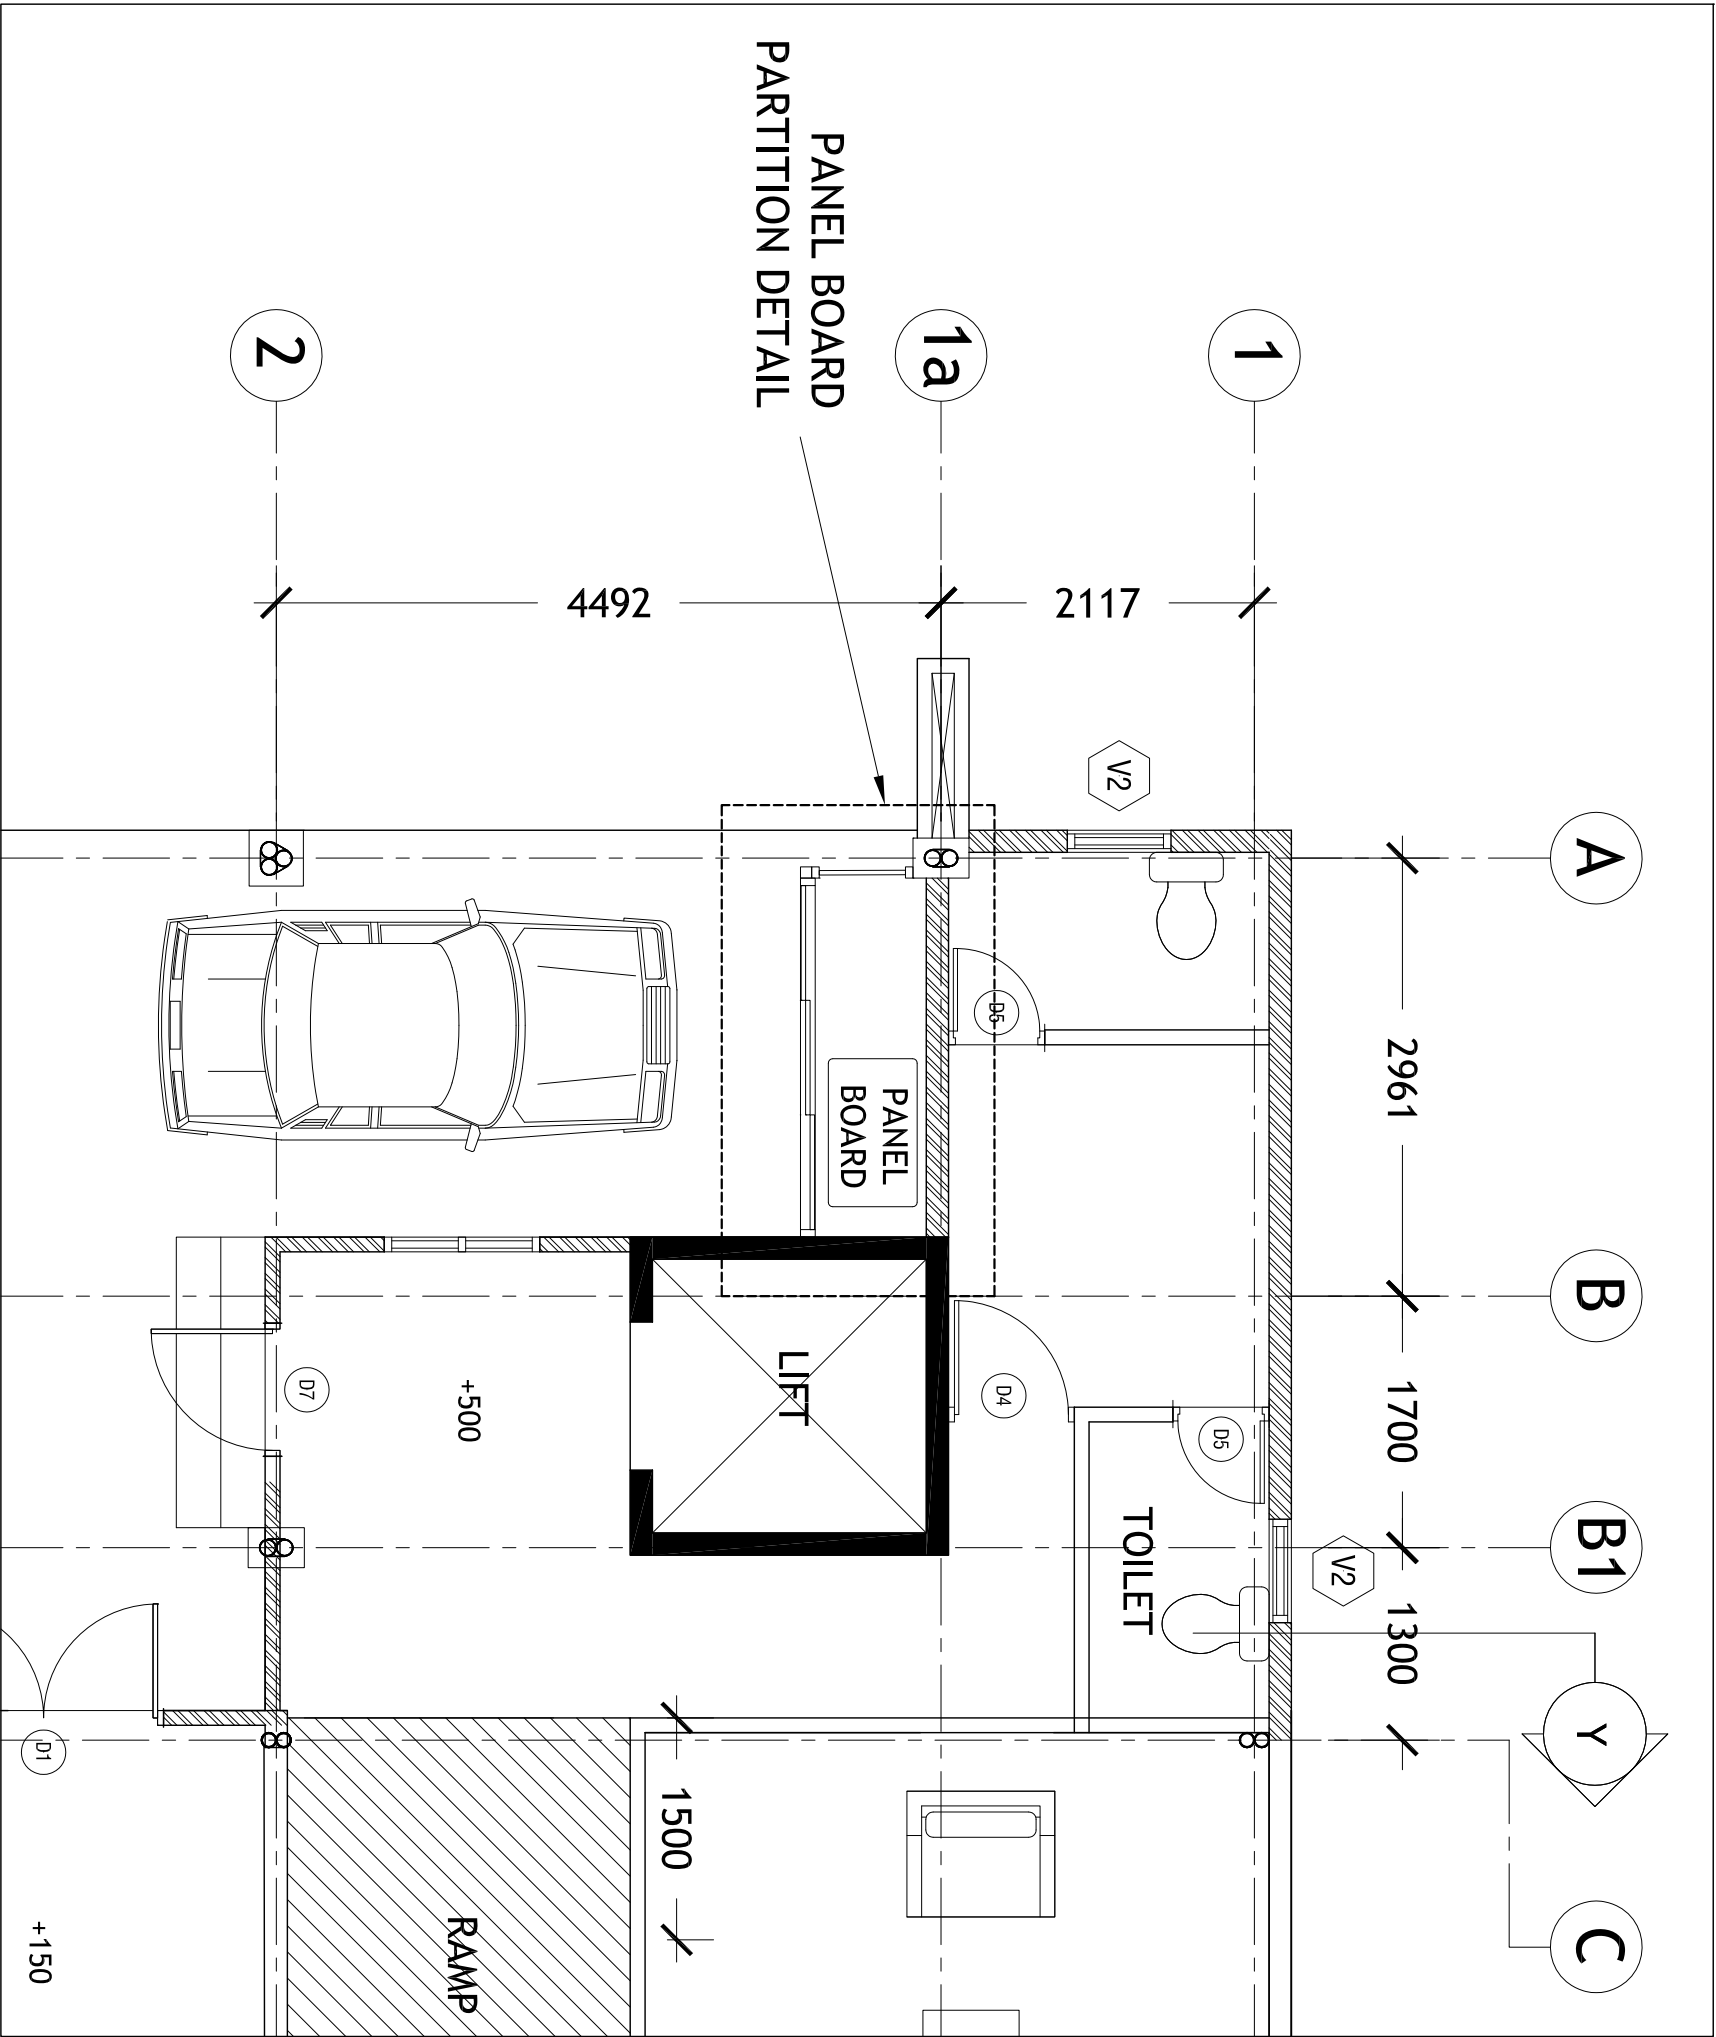 A
B
B1
C
Y
2961
1700
1300
V2
1
2117
V2
D5
D5
TOILET
1a
D4
PANEL
BOARD
PANEL BOARD
PARTITION DETAIL
LIFT
1500
4492
+500
RAMP
2
D7
D1
+150